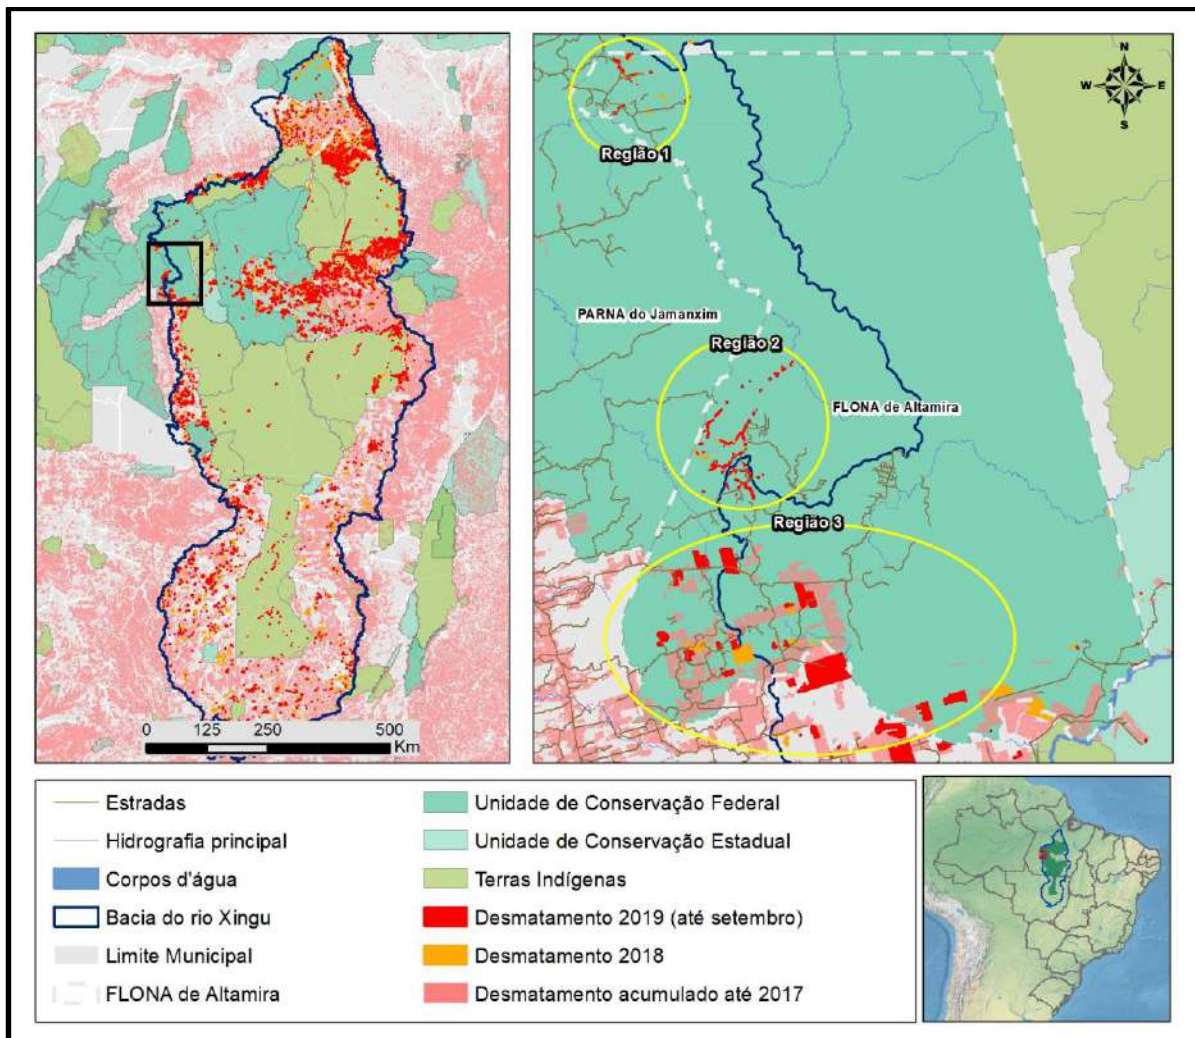 N
W E
S
Região 1
PARNA do Jamanxim
Região 2
FLONA de Altamira
Região 3
0 125 250 500
Km
Estradas
Hidrografia principal
Corpos d'água
Bacia do rio Xingu
Limite Municipal
FLONA de Altamira
Unidade de Conservação Federal
Unidade de Conservação Estadual
Terras Indígenas
Desmatamento 2019 (até setembro)
Desmatamento 2018
Desmatamento acumulado até 2017